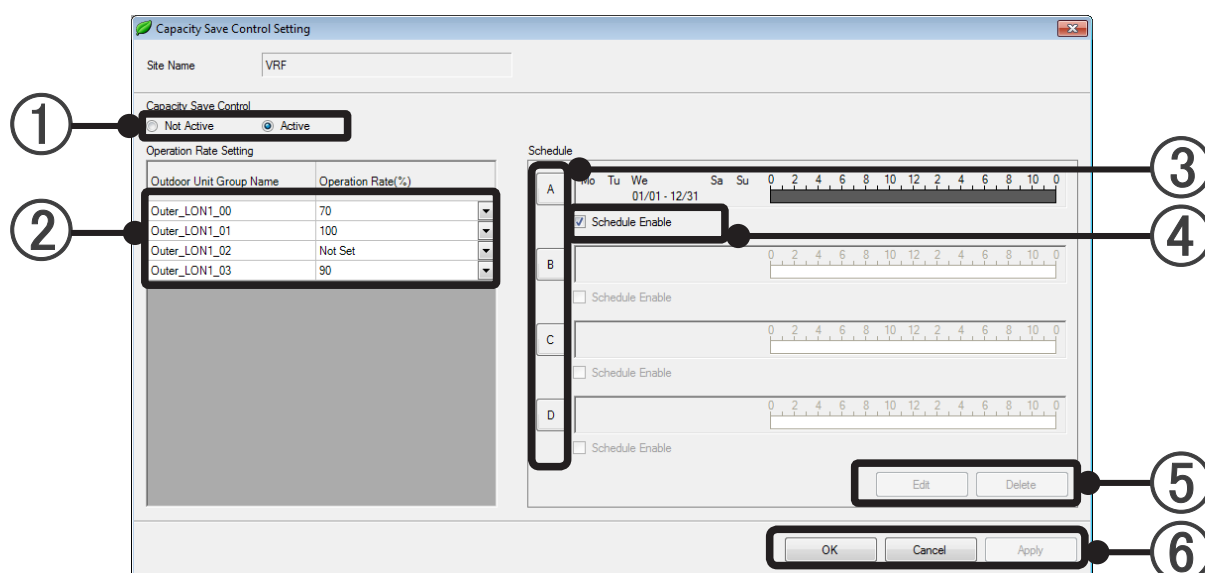 Capacity Save Control Setting
Site Name VRF
Capacity Save Control
① Not Active Active
Operation Rate Setting
Outdoor Unit Group Name Operation Rate(%)
② Outer_LON1_00 70
Outer_LON1_01 100
Outer_LON1_02 Not Set
Outer_LON1_03 90
Schedule
③
A Mo Tu We Sa Su 0 2 4 6 8 10 12 2 4 6 8 10 0
01/01 - 12/31
Schedule Enable ④
B 0 2 4 6 8 10 12 2 4 6 8 10 0
Schedule Enable
C 0 2 4 6 8 10 12 2 4 6 8 10 0
Schedule Enable
D 0 2 4 6 8 10 12 2 4 6 8 10 0
Schedule Enable
Edit Delete ⑤
OK Cancel Apply ⑥